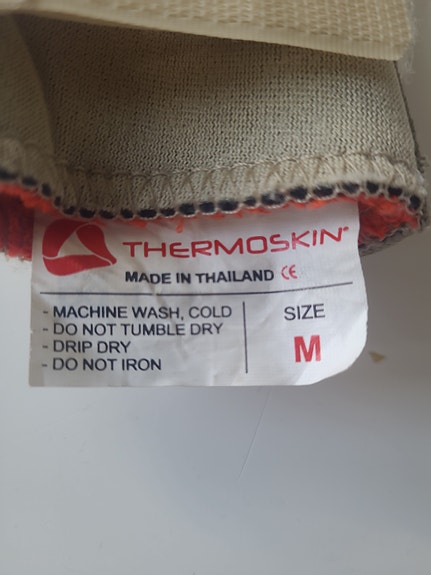 THERMOSKIN®
MADE IN THAILAND CE
- MACHINE WASH, COLD
- DO NOT TUMBLE DRY
- DRIP DRY
- DO NOT IRON
SIZE
M